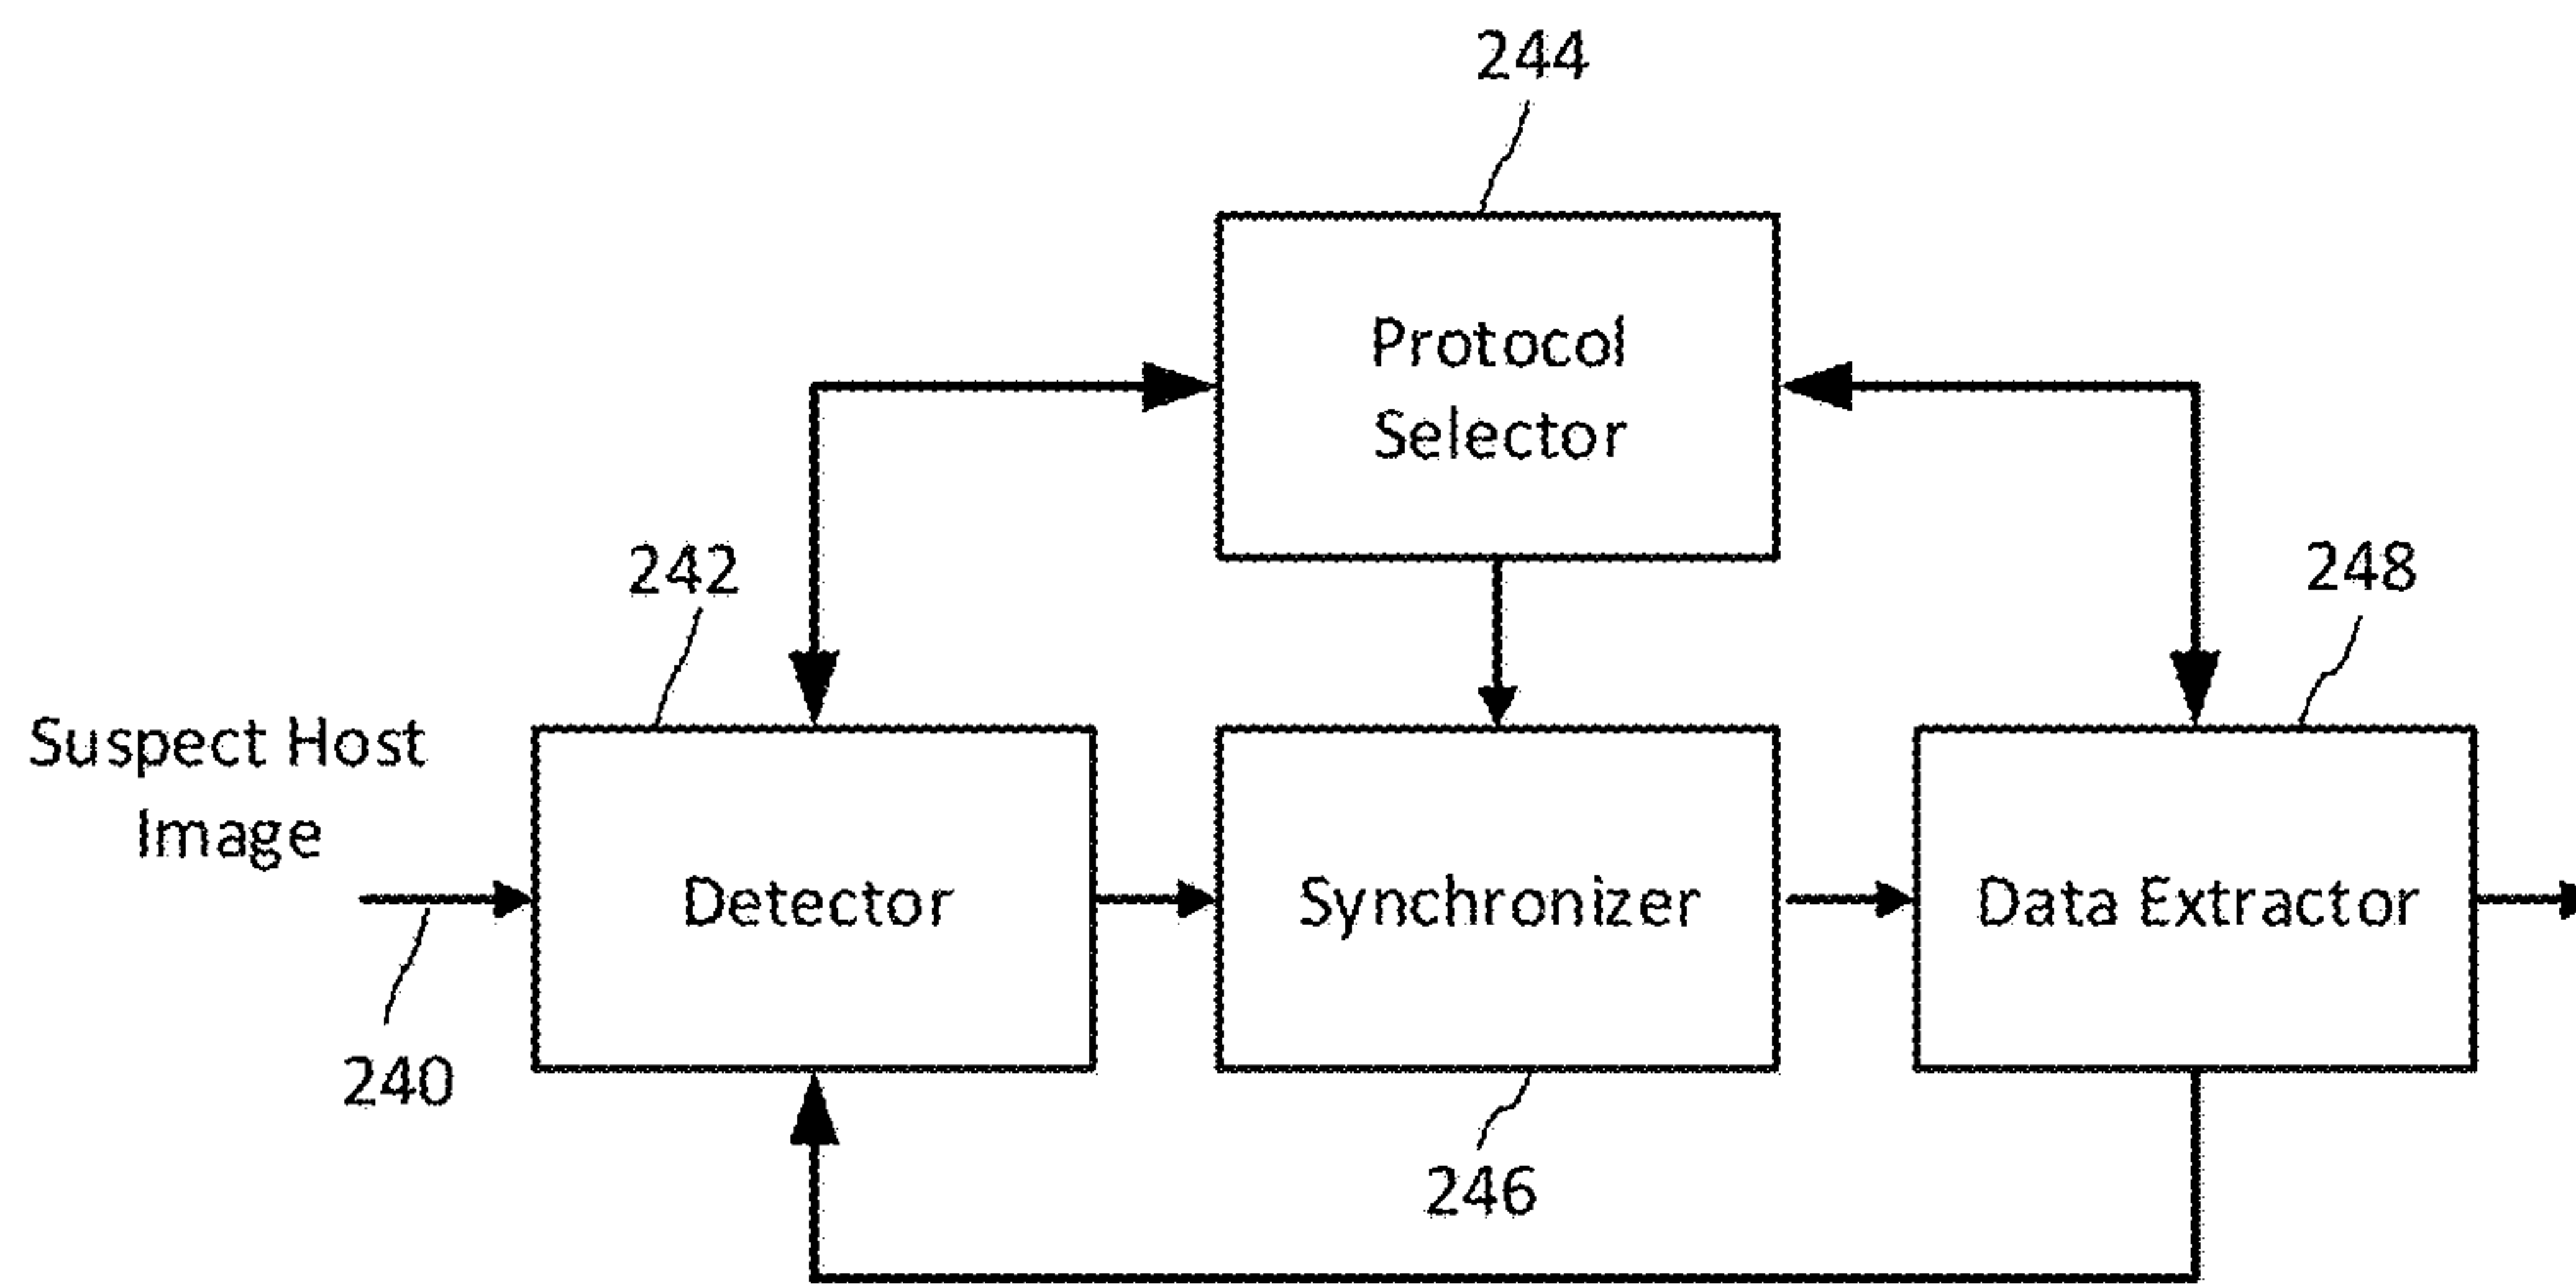 244
Protocol
Selector
242
248
Suspect Host
Image
Detector
Synchronizer
Data Extractor
240
246